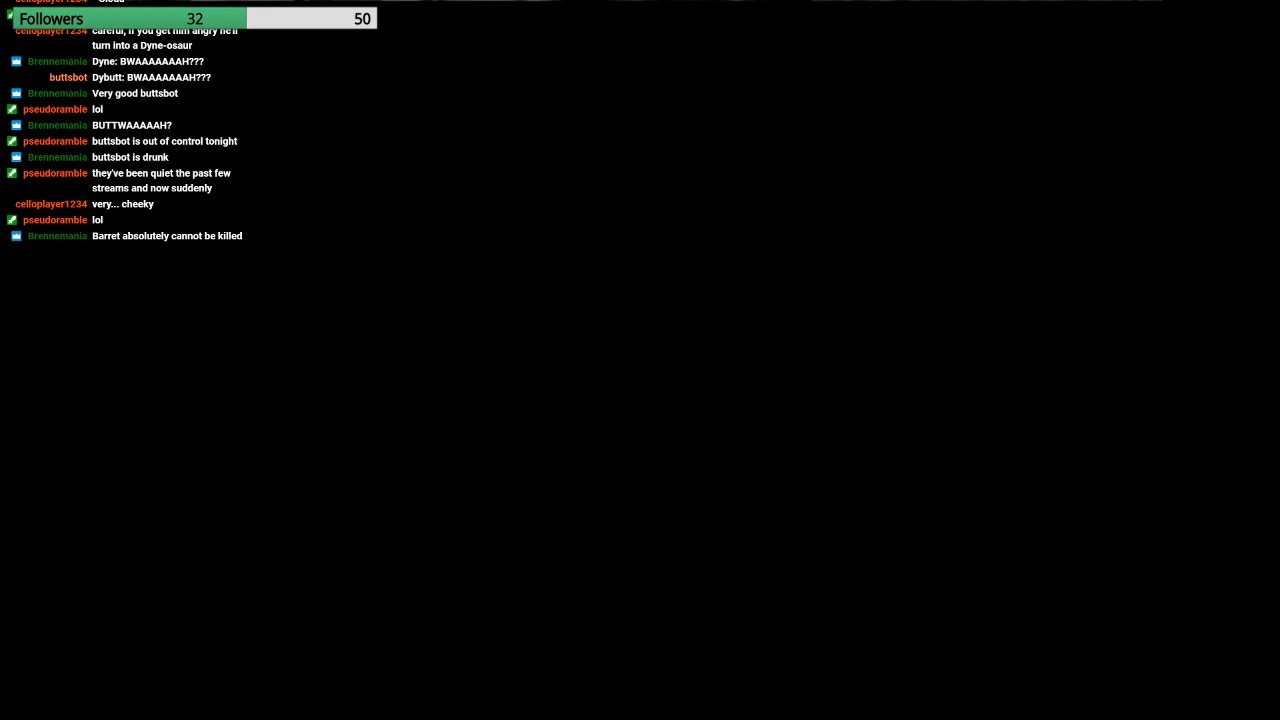 celloplayer1234
Followers 32 50
celloplayer1234 careful, if you get him angry he'll
turn into a Dyne-osaur
Brennemania Dyne: BWAAAAAAAH???
buttsbot Dybutt: BWAAAAAAAH???
Brennemania Very good buttsbot
pseudoramble lol
Brennemania BUTTWAAAAAH?
pseudoramble buttsbot is out of control tonight
Brennemania buttsbot is drunk
pseudoramble they've been quiet the past few
streams and now suddenly
celloplayer1234 very... cheeky
pseudoramble lol
Brennemania Barret absolutely cannot be killed